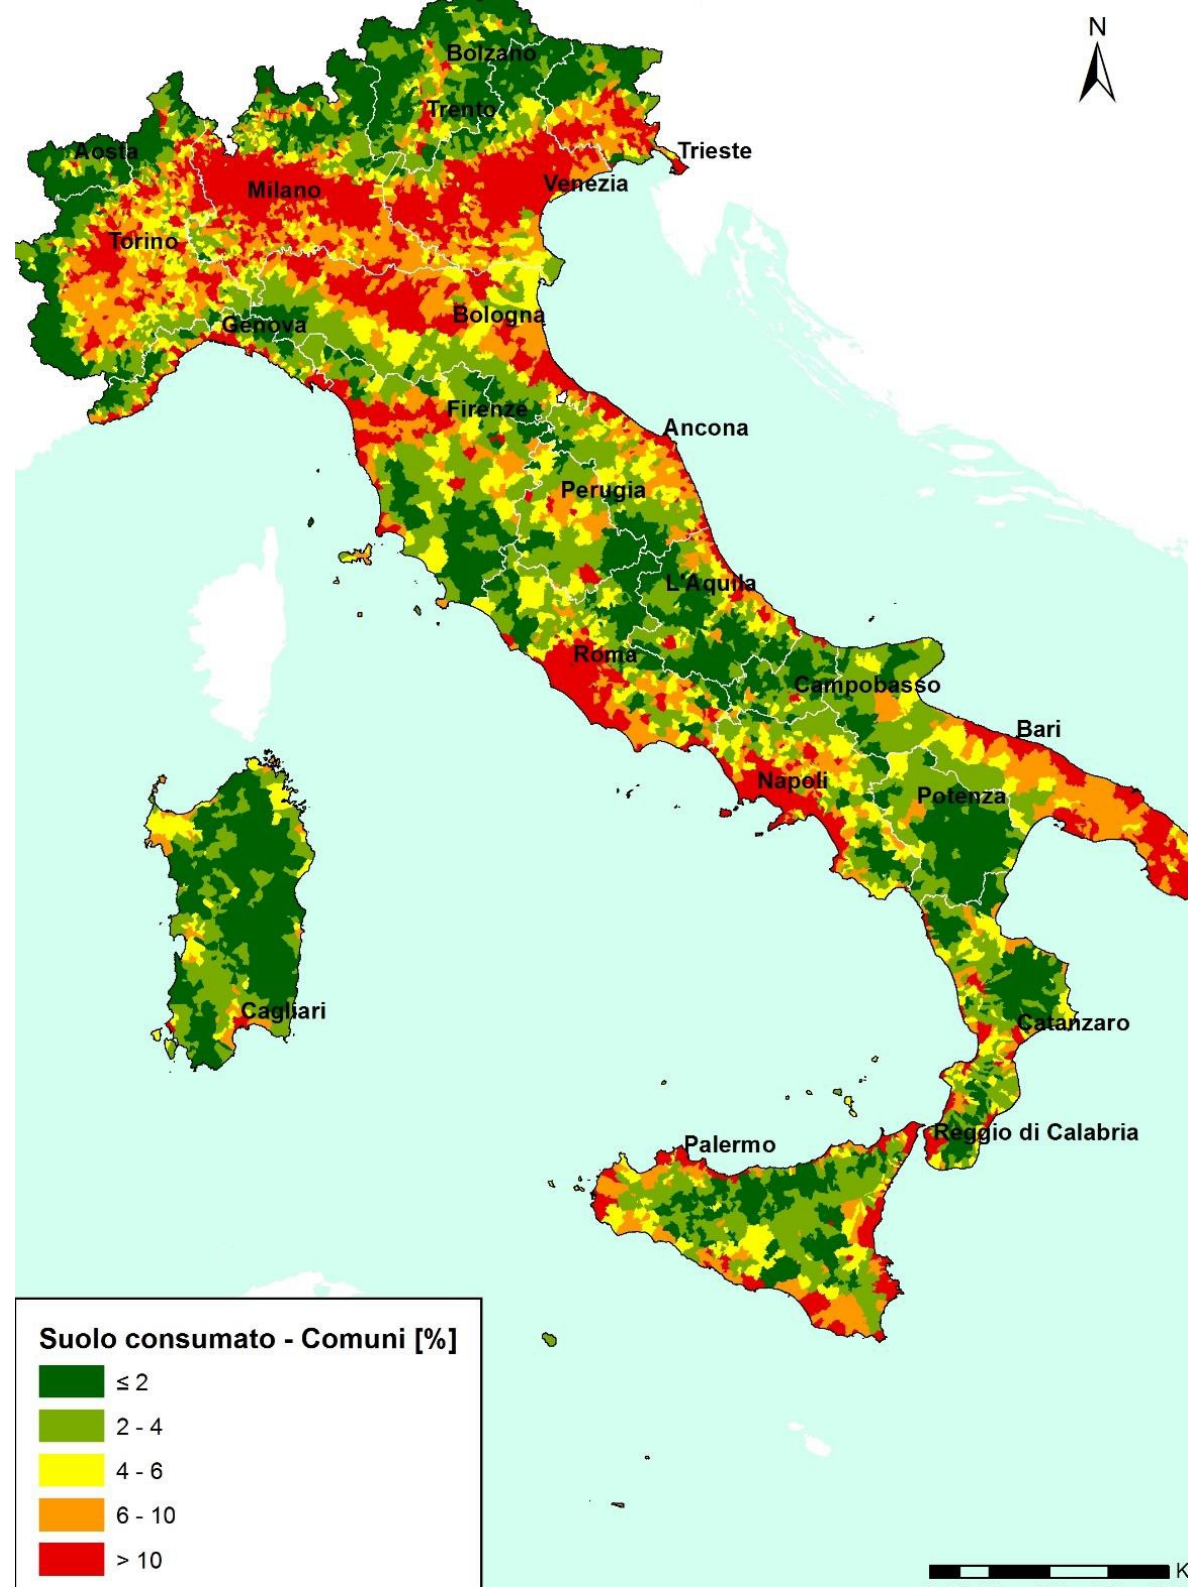 N
Bolzano
Trento
Aosta
Trieste
Milano
Venezia
Torino
Bologna
Genova
Firenze
Ancona
Perugia
L'Aquila
Roma
Campobasso
Bari
Napoli
Potenza
Cagliari
Catanzaro
Reggio di Calabria
Palermo
Suolo consumato - Comuni [%]
≤ 2
2 - 4
4 - 6
6 - 10
> 10